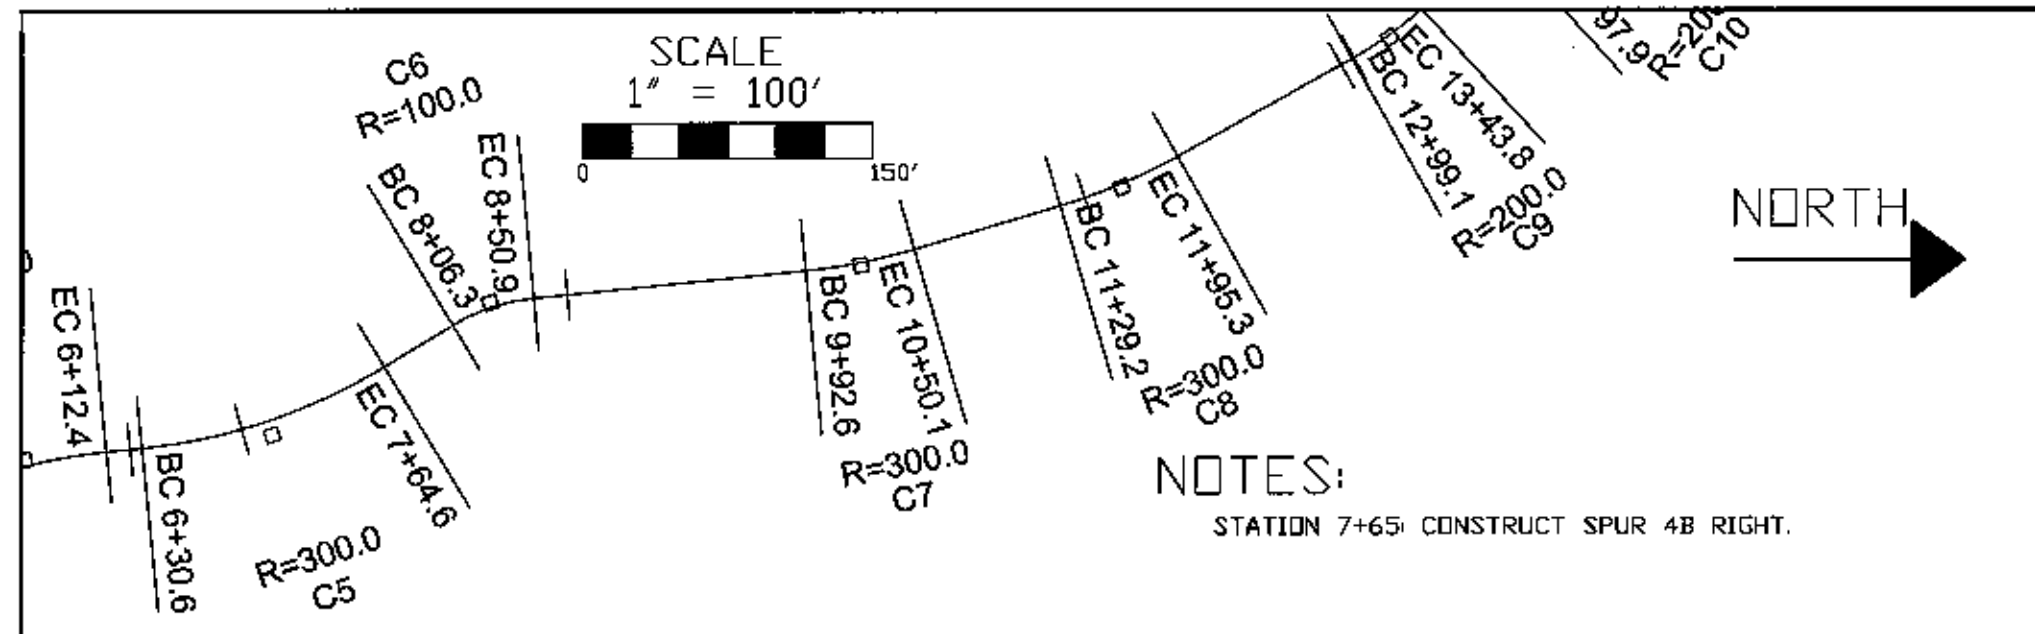 SCALE
1" = 100'
0 150'
C6
R=100.0
EC 6+12.4
BC 6+30.6
R=300.0
C5
EC 7+64.6
BC 8+06.3
EC 8+50.9
BC 9+92.6
EC 10+50.1
R=300.0
C7
BC 11+29.2
EC 11+95.3
R=300.0
C8
BC 12+99.1
EC 13+43.8
R=200.0
C9
97.9
C10
NORTH
NOTES:
STATION 7+65: CONSTRUCT SPUR 4B RIGHT.